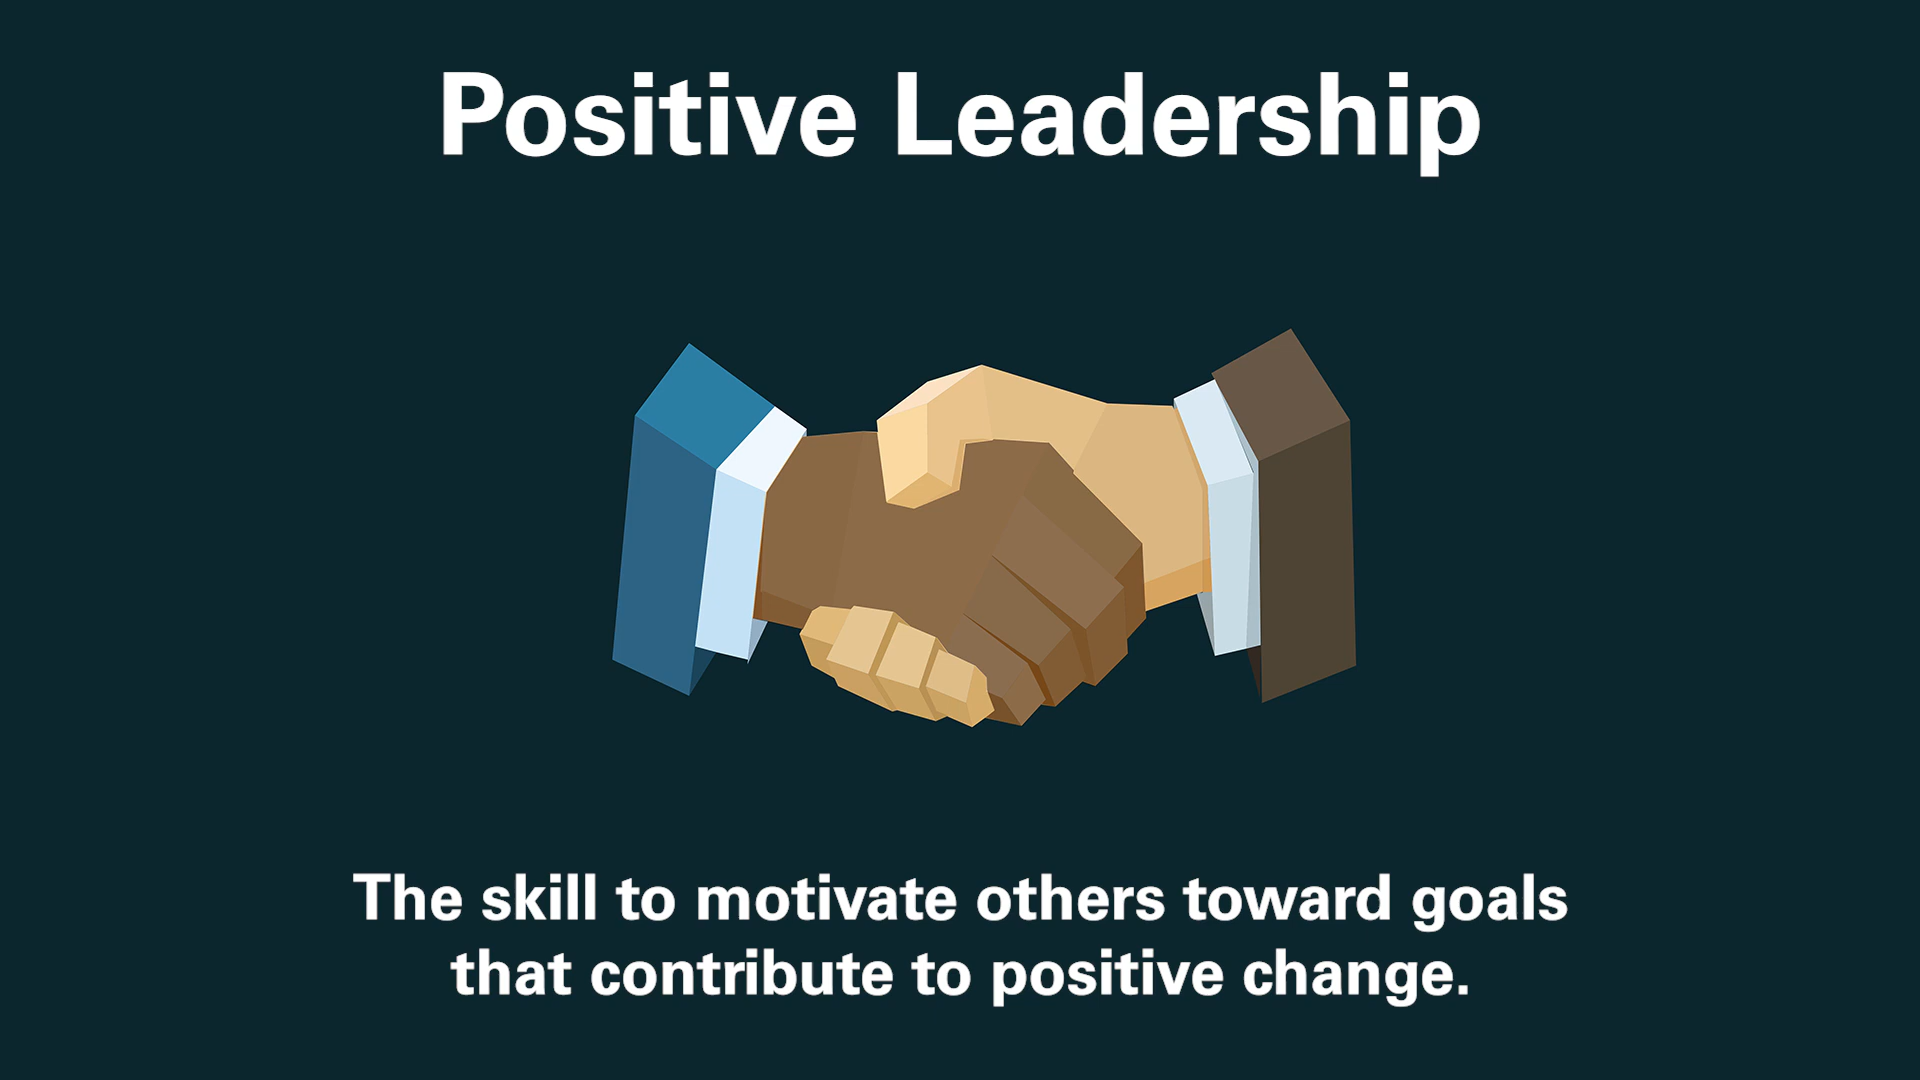 Positive Leadership
The skill to motivate others toward goals
that contribute to positive change.